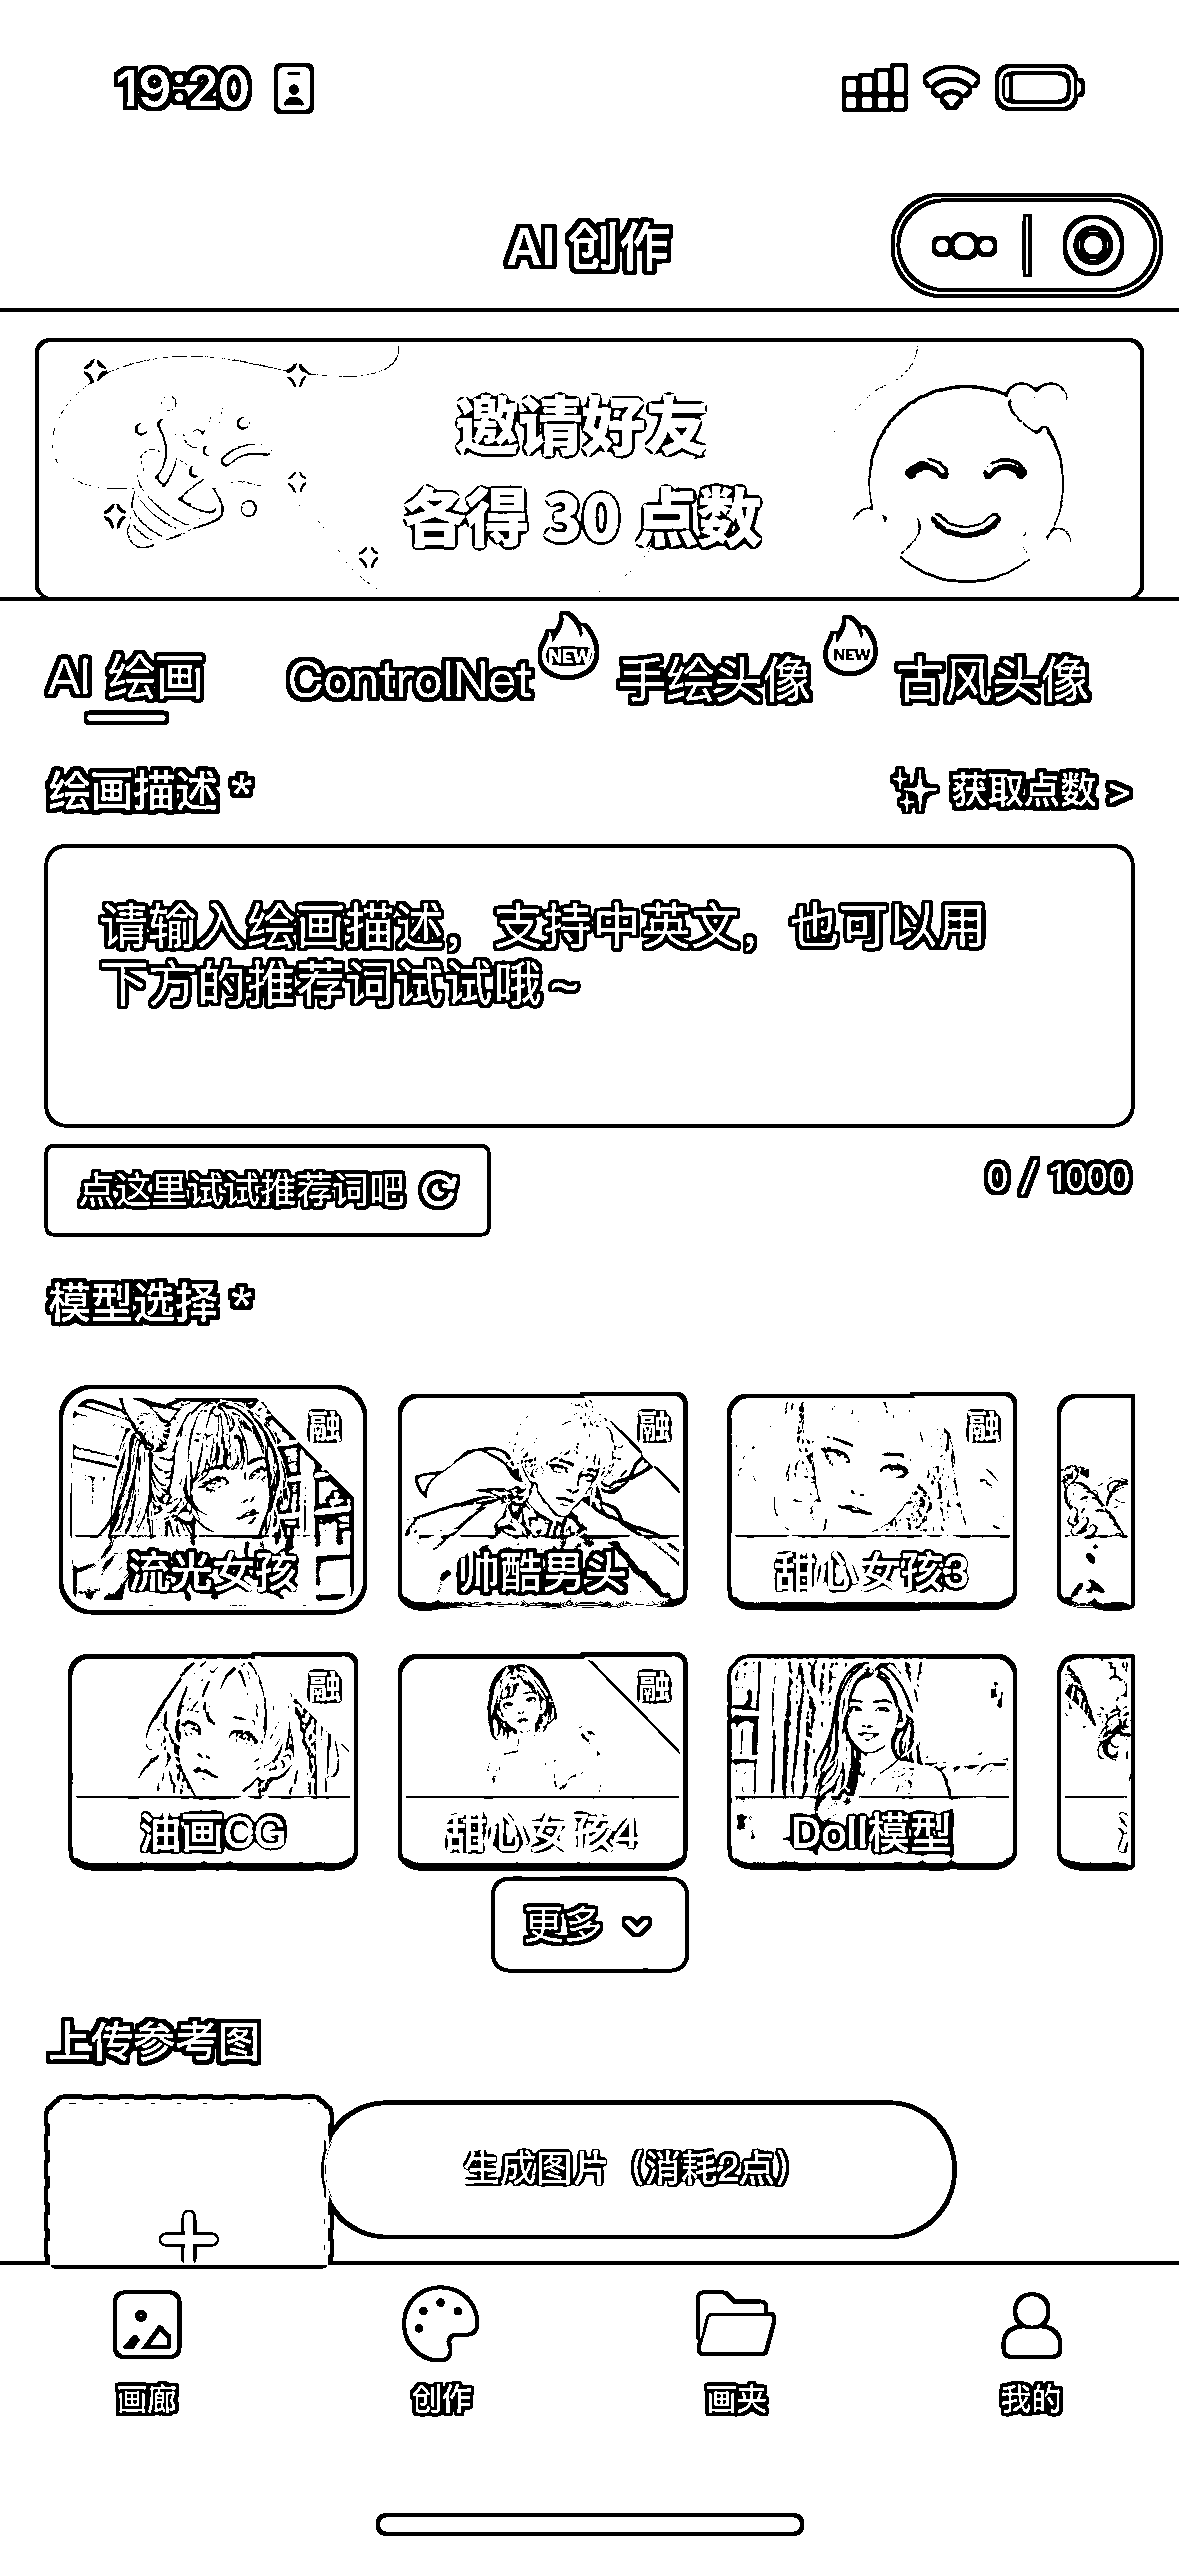 19:20
AI 创作
邀请好友
各得 30 点数
AI 绘画
ControlNet
NEW
手绘头像
NEW
古风头像
绘画描述 *
获取点数 >
请输入绘画描述，支持中英文，也可以用
下方的推荐词试试哦~
点这里试试推荐词吧
0 / 1000
模型选择 *
融
流光女孩
融
帅酷男头
融
甜心女孩3
融
油画CG
融
甜心女孩4
Doll模型
更多
上传参考图
生成图片（消耗2点）
画廊
创作
画夹
我的